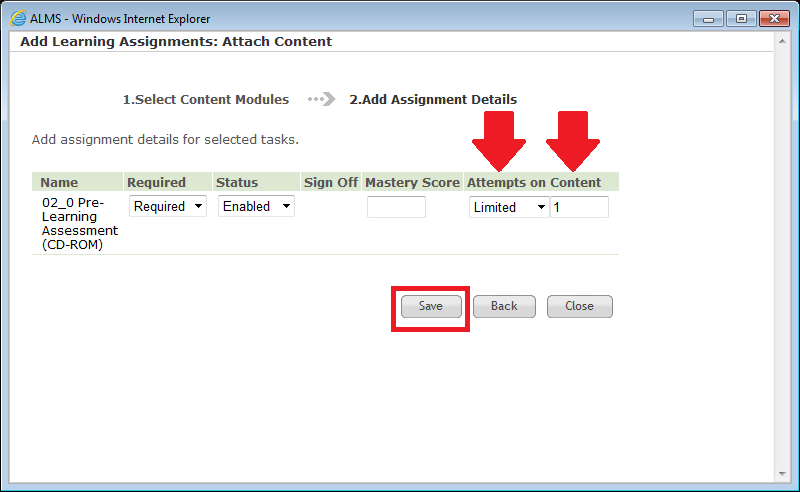 ALMS - Windows Internet Explorer
Add Learning Assignments: Attach Content
1.Select Content Modules 2.Add Assignment Details
Add assignment details for selected tasks.
Name Required Status Sign Off Mastery Score Attempts on Content
02_0 Pre-
Learning
Assessment
(CD-ROM)
Required Enabled Limited 1
Save Back Close